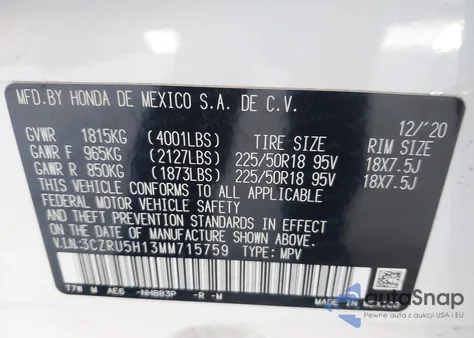 MFD.BY HONDA DE MEXICO S.A. DE C.V.
12/'20
GVWR 1815KG (4001LBS) TIRE SIZE RIM SIZE
GAWR F 965KG (2127LBS) 225/50R18 95V 18X7.5J
GAWR R 850KG (1873LBS) 225/50R18 95V 18X7.5J
THIS VEHICLE CONFORMS TO ALL APPLICABLE
FEDERAL MOTOR VEHICLE SAFETY
AND THEFT PREVENTION STANDARDS IN EFFECT
ON THE DATE OF MANUFACTURE SHOWN ABOVE.
V.I.N.:3CZRU5H13MM715759 TYPE: MPV
T7W M AE6 -NH883P -R -M MADE IN
autoSnap
Pewne auta z aukcji USA i EU